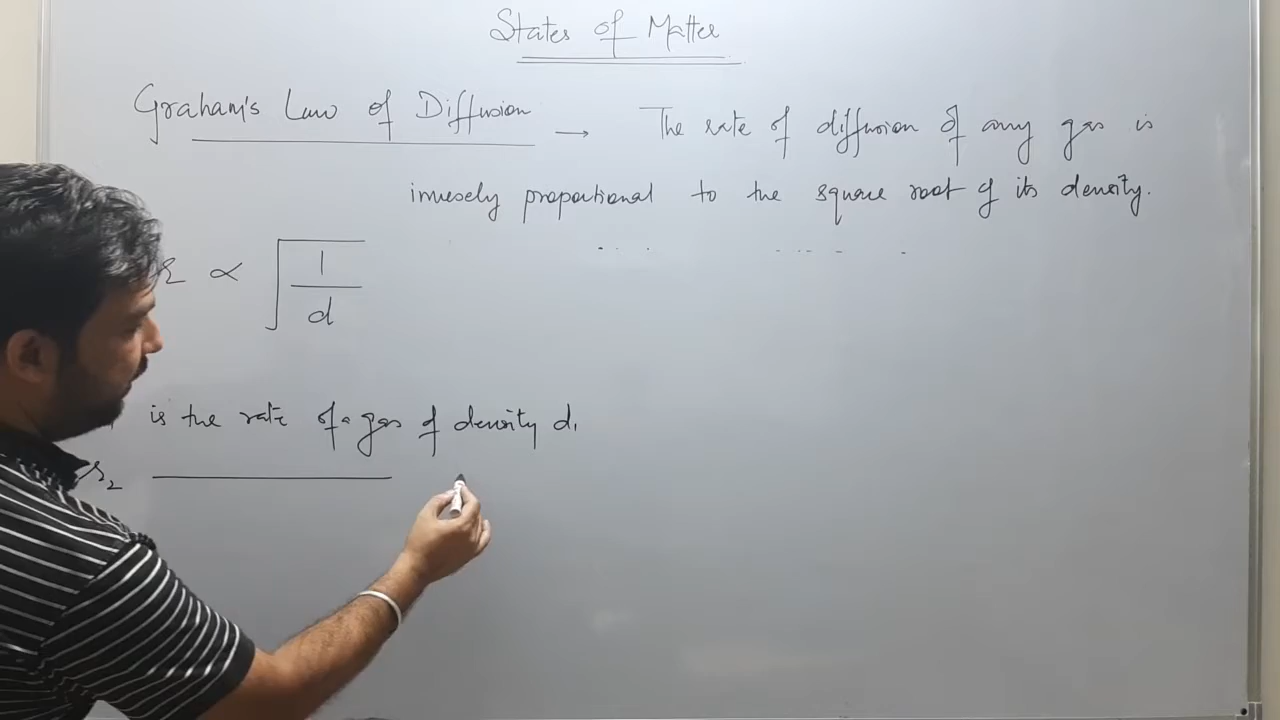 States of Matter
Graham's Law of Diffusion → The rate of diffusion of any gas is
inversely proportional to the square root of its density.
r ∝ √ 1
d
is the rate of a gas of density d₁
r₂